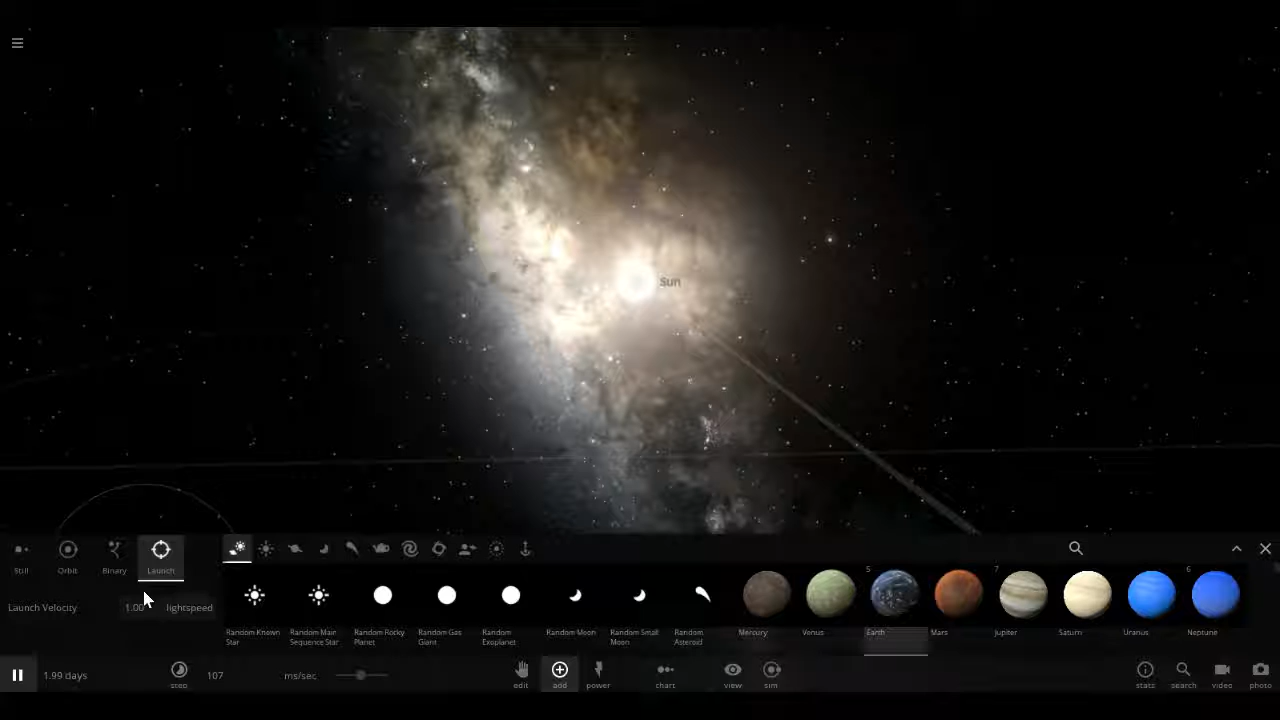 Sun
Still
Orbit
Binary
Launch
Launch Velocity 1.00 lightspeed
Random Known Star
Random Main Sequence Star
Random Rocky Planet
Random Gas Giant
Random Exoplanet
Random Moon
Random Small Moon
Random Asteroid
Mercury
Venus
5
Earth
Mars
7
Jupiter
Saturn
Uranus
6
Neptune
1.99 days
step
107 ms/sec
edit
add
power
chart
view
sim
stats
search
video
photo